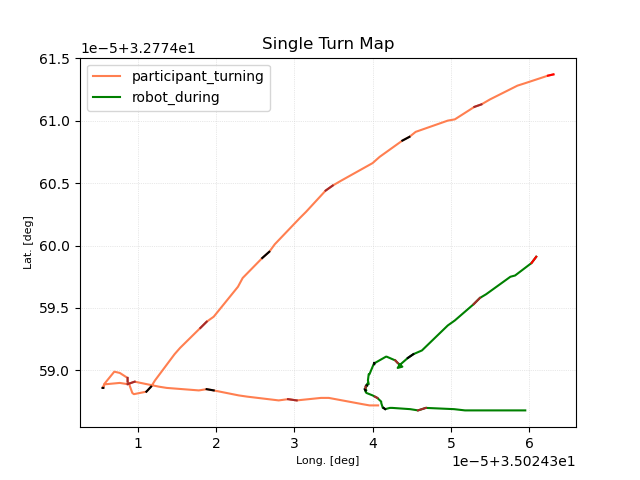 Single Turn Map
1e−5+3.2774e1
participant_turning
robot_during
61.5
61.0
60.5
60.0
59.5
59.0
Lat. [deg]
1 2 3 4 5 6
Long. [deg]
1e−5+3.50243e1